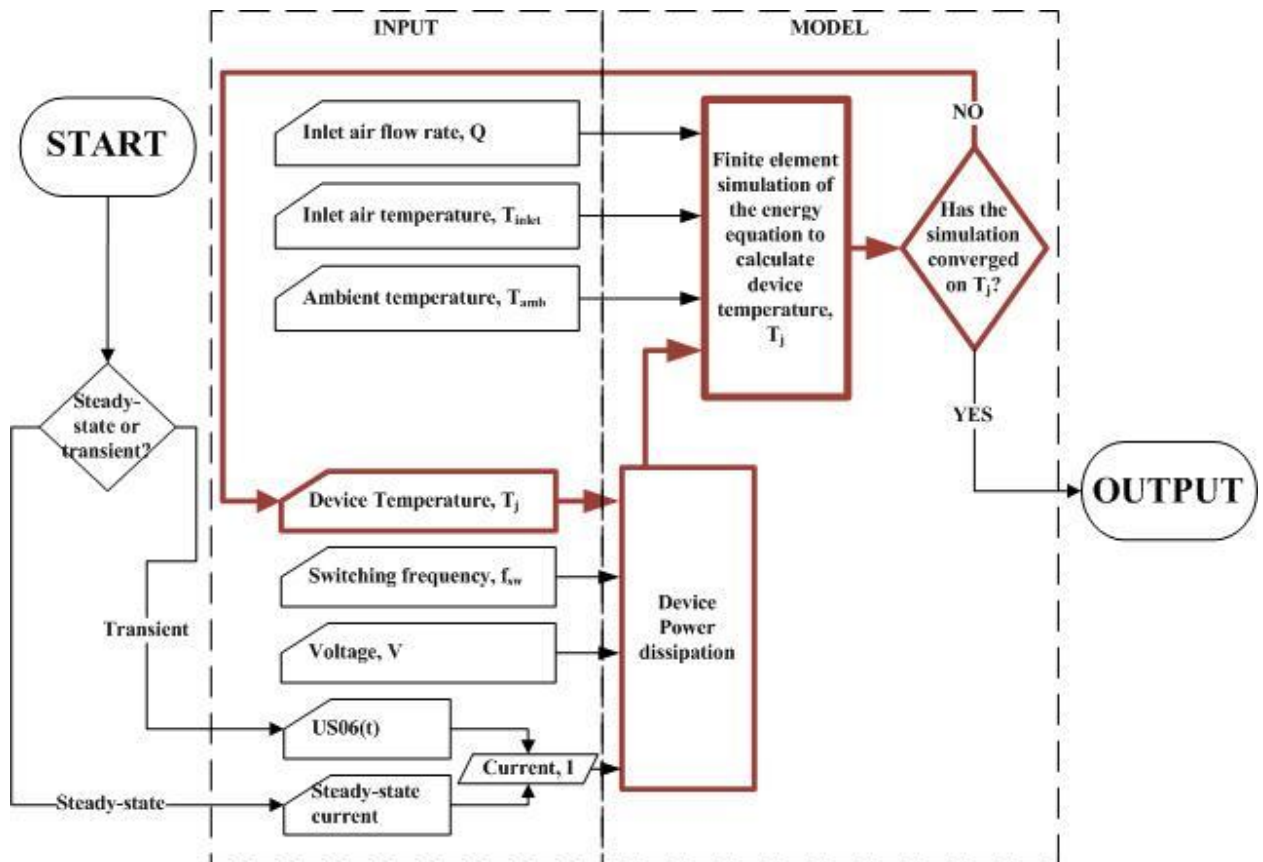 INPUT
MODEL
START
Inlet air flow rate, Q
Inlet air temperature, Tinlet
Ambient temperature, Tamb
Finite element
simulation of
the energy
equation to
calculate
device
temperature,
Tj
NO
Has the
simulation
converged
on Tj?
YES
OUTPUT
Steady-
state or
transient?
Device Temperature, Tj
Switching frequency, fsw
Voltage, V
Device
Power
dissipation
Transient
US06(t)
Current, I
Steady-state
Steady-state
current